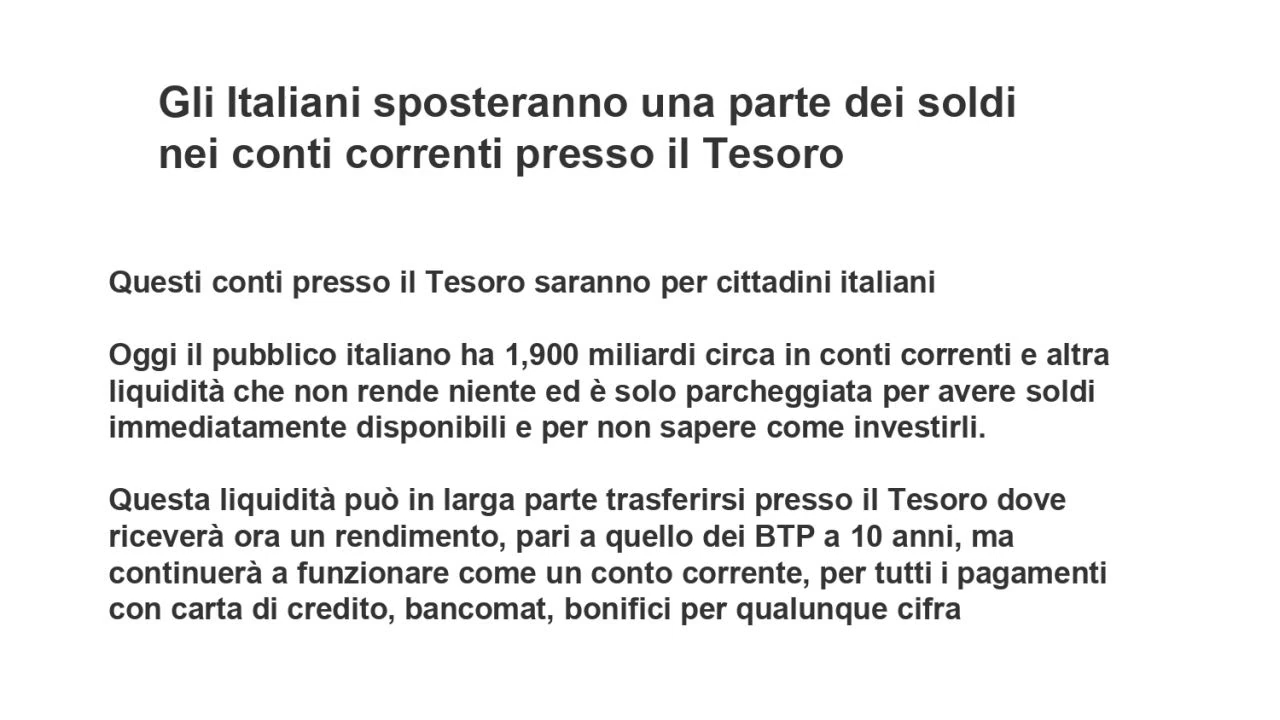 Gli Italiani sposteranno una parte dei soldi
nei conti correnti presso il Tesoro
Questi conti presso il Tesoro saranno per cittadini italiani
Oggi il pubblico italiano ha 1,900 miliardi circa in conti correnti e altra
liquidità che non rende niente ed è solo parcheggiata per avere soldi
immediatamente disponibili e per non sapere come investirli.
Questa liquidità può in larga parte trasferirsi presso il Tesoro dove
riceverà ora un rendimento, pari a quello dei BTP a 10 anni, ma
continuerà a funzionare come un conto corrente, per tutti i pagamenti
con carta di credito, bancomat, bonifici per qualunque cifra